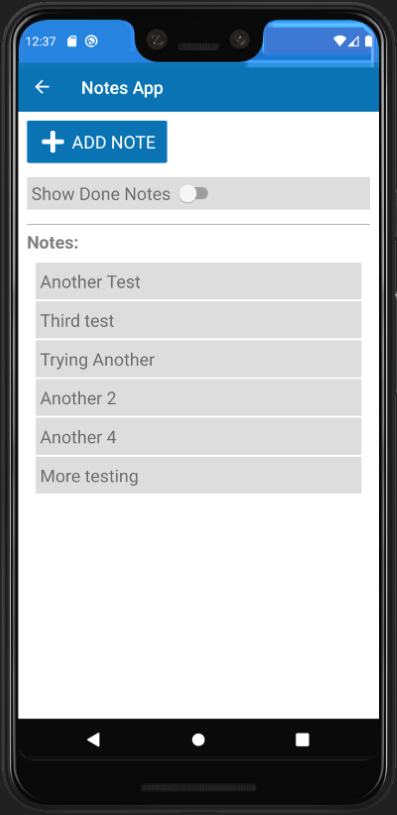 12:37
Notes App
ADD NOTE
Show Done Notes
Notes:
Another Test
Third test
Trying Another
Another 2
Another 4
More testing